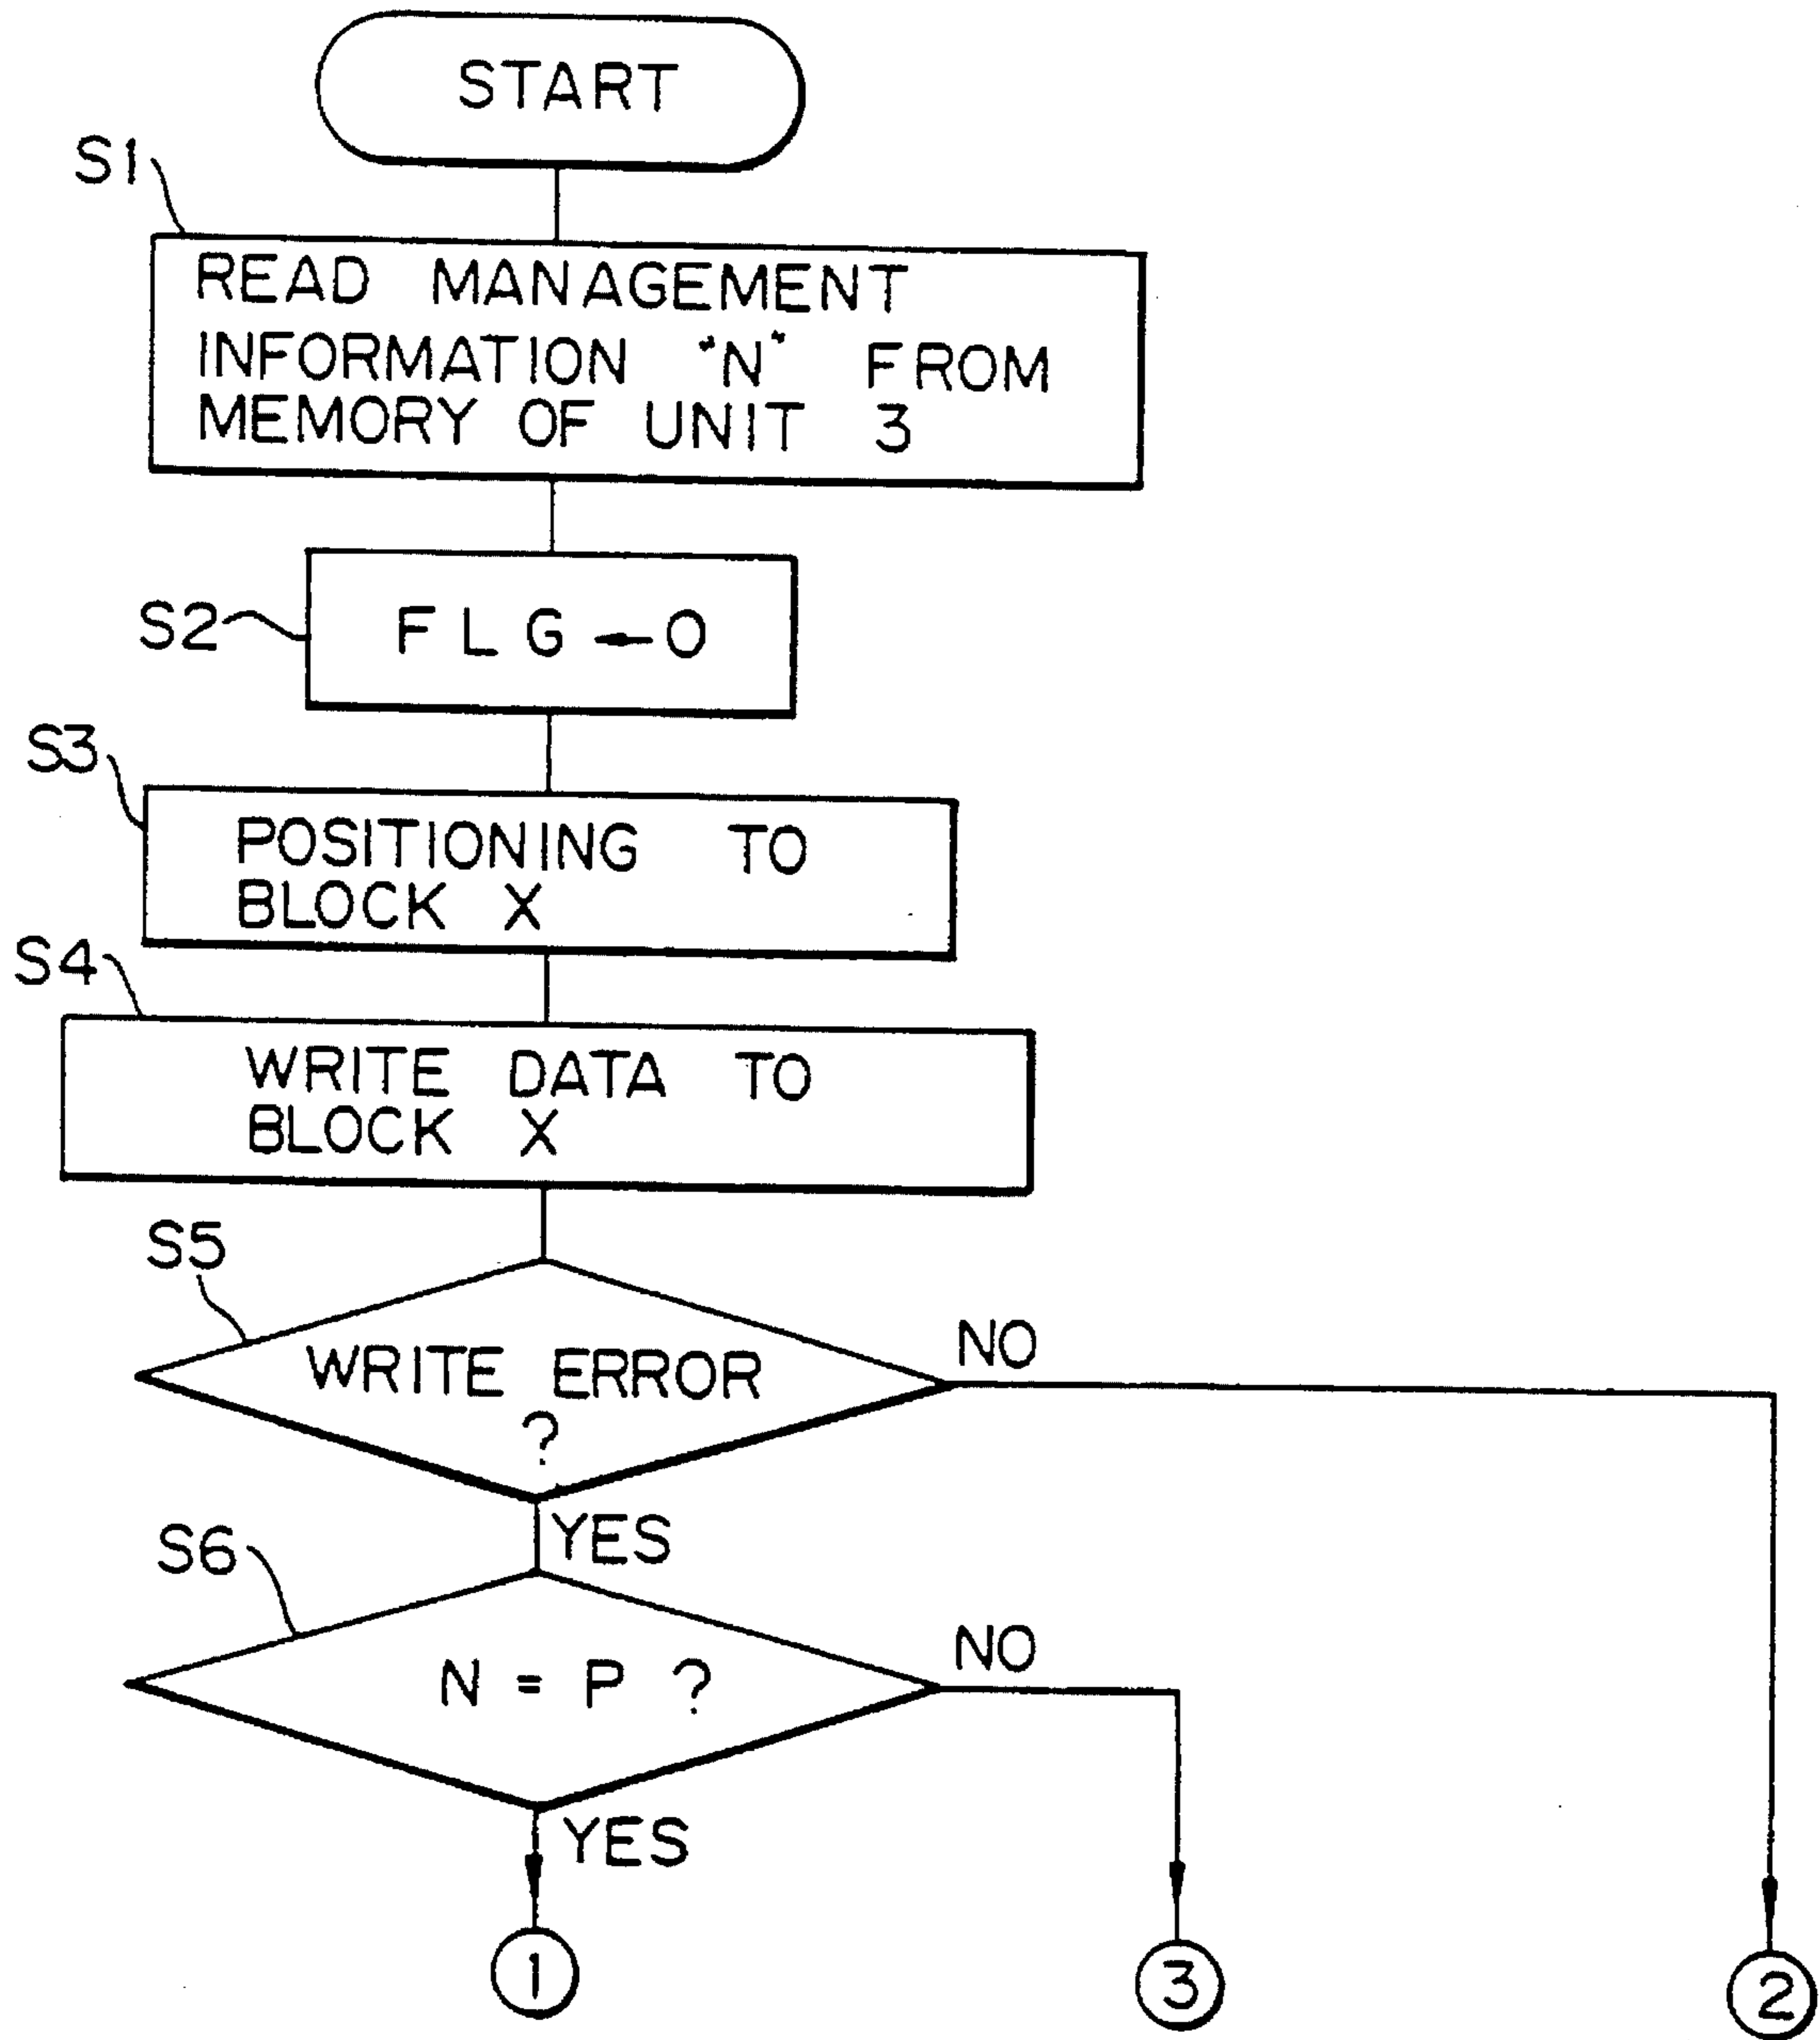 START
S1
READ MANAGEMENT
INFORMATION "N" FROM
MEMORY OF UNIT 3
S2
FLG ← 0
S3
POSITIONING TO
BLOCK X
S4
WRITE DATA TO
BLOCK X
S5
WRITE ERROR
?
NO
YES
S6
N = P ?
NO
YES
1
3
2